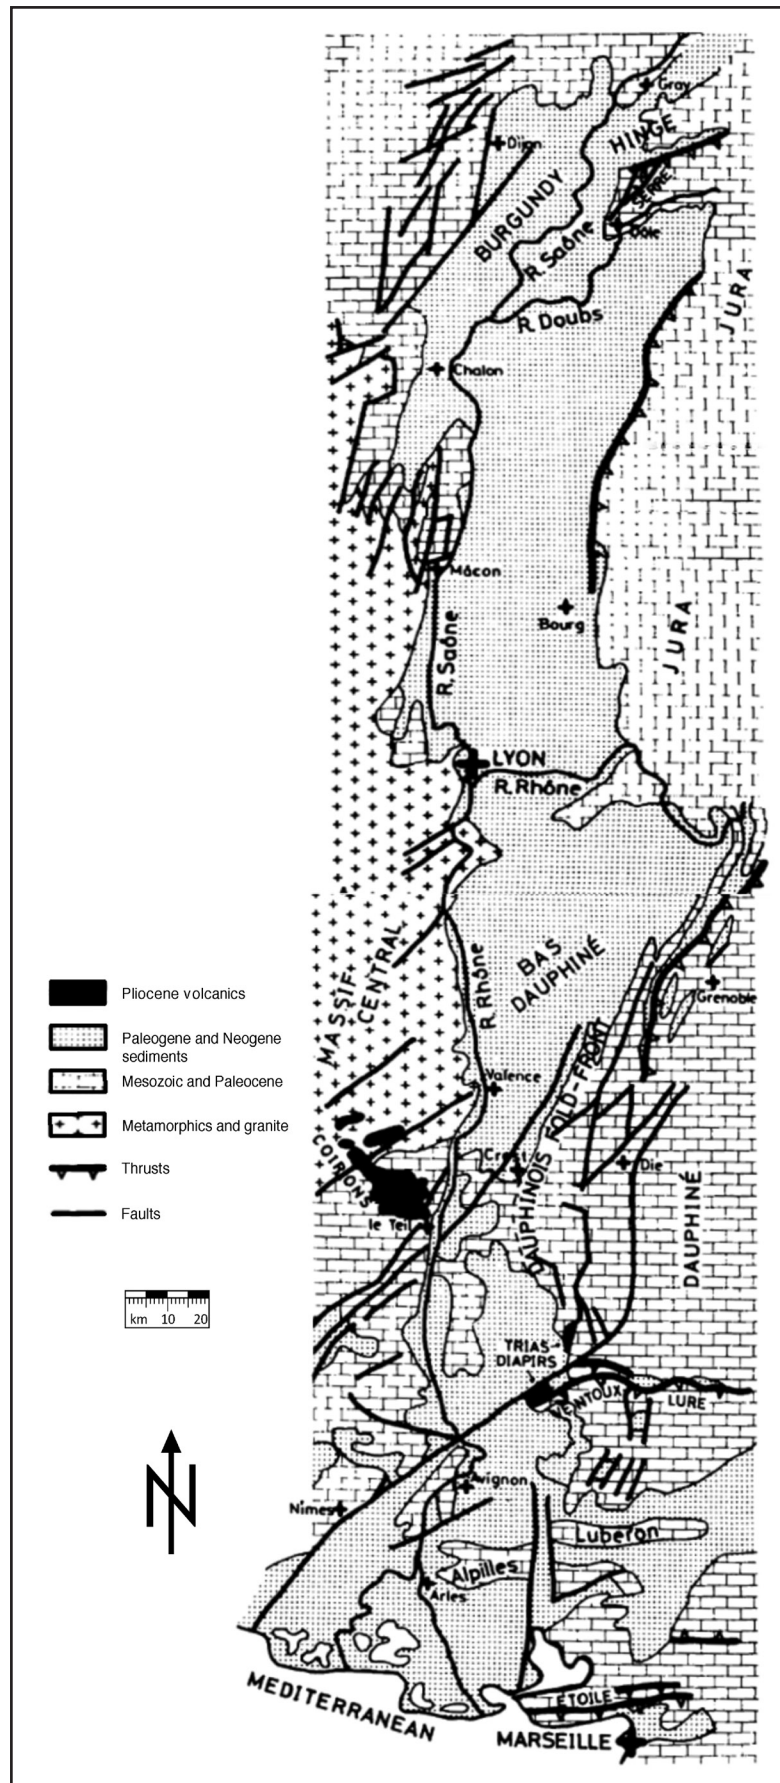 Gray
HINGE
Dijon
SERRE
BURGUNDY
R. Saône
Dôle
R. Doubs
JURA
Chalon
Mâcon
Bourg
R. Saône
JURA
LYON
R. Rhône
MASSIF
CENTRAL
R. Rhône
BAS
DAUPHINÉ
Grenoble
Valence
DAUPHINOIS FOLD-FRONT
Crest
Die
COIRONS
le Teil
DAUPHINÉ
Pliocene volcanics
Paleogene and Neogene
sediments
Mesozoic and Paleocene
Metamorphics and granite
Thrusts
Faults
km 10 20
TRIAS-
DIAPIRS
VENTOUX
LURE
N
Avignon
Nîmes
Luberon
Alpilles
Arles
MEDITERRANEAN
ETOILE
MARSEILLE